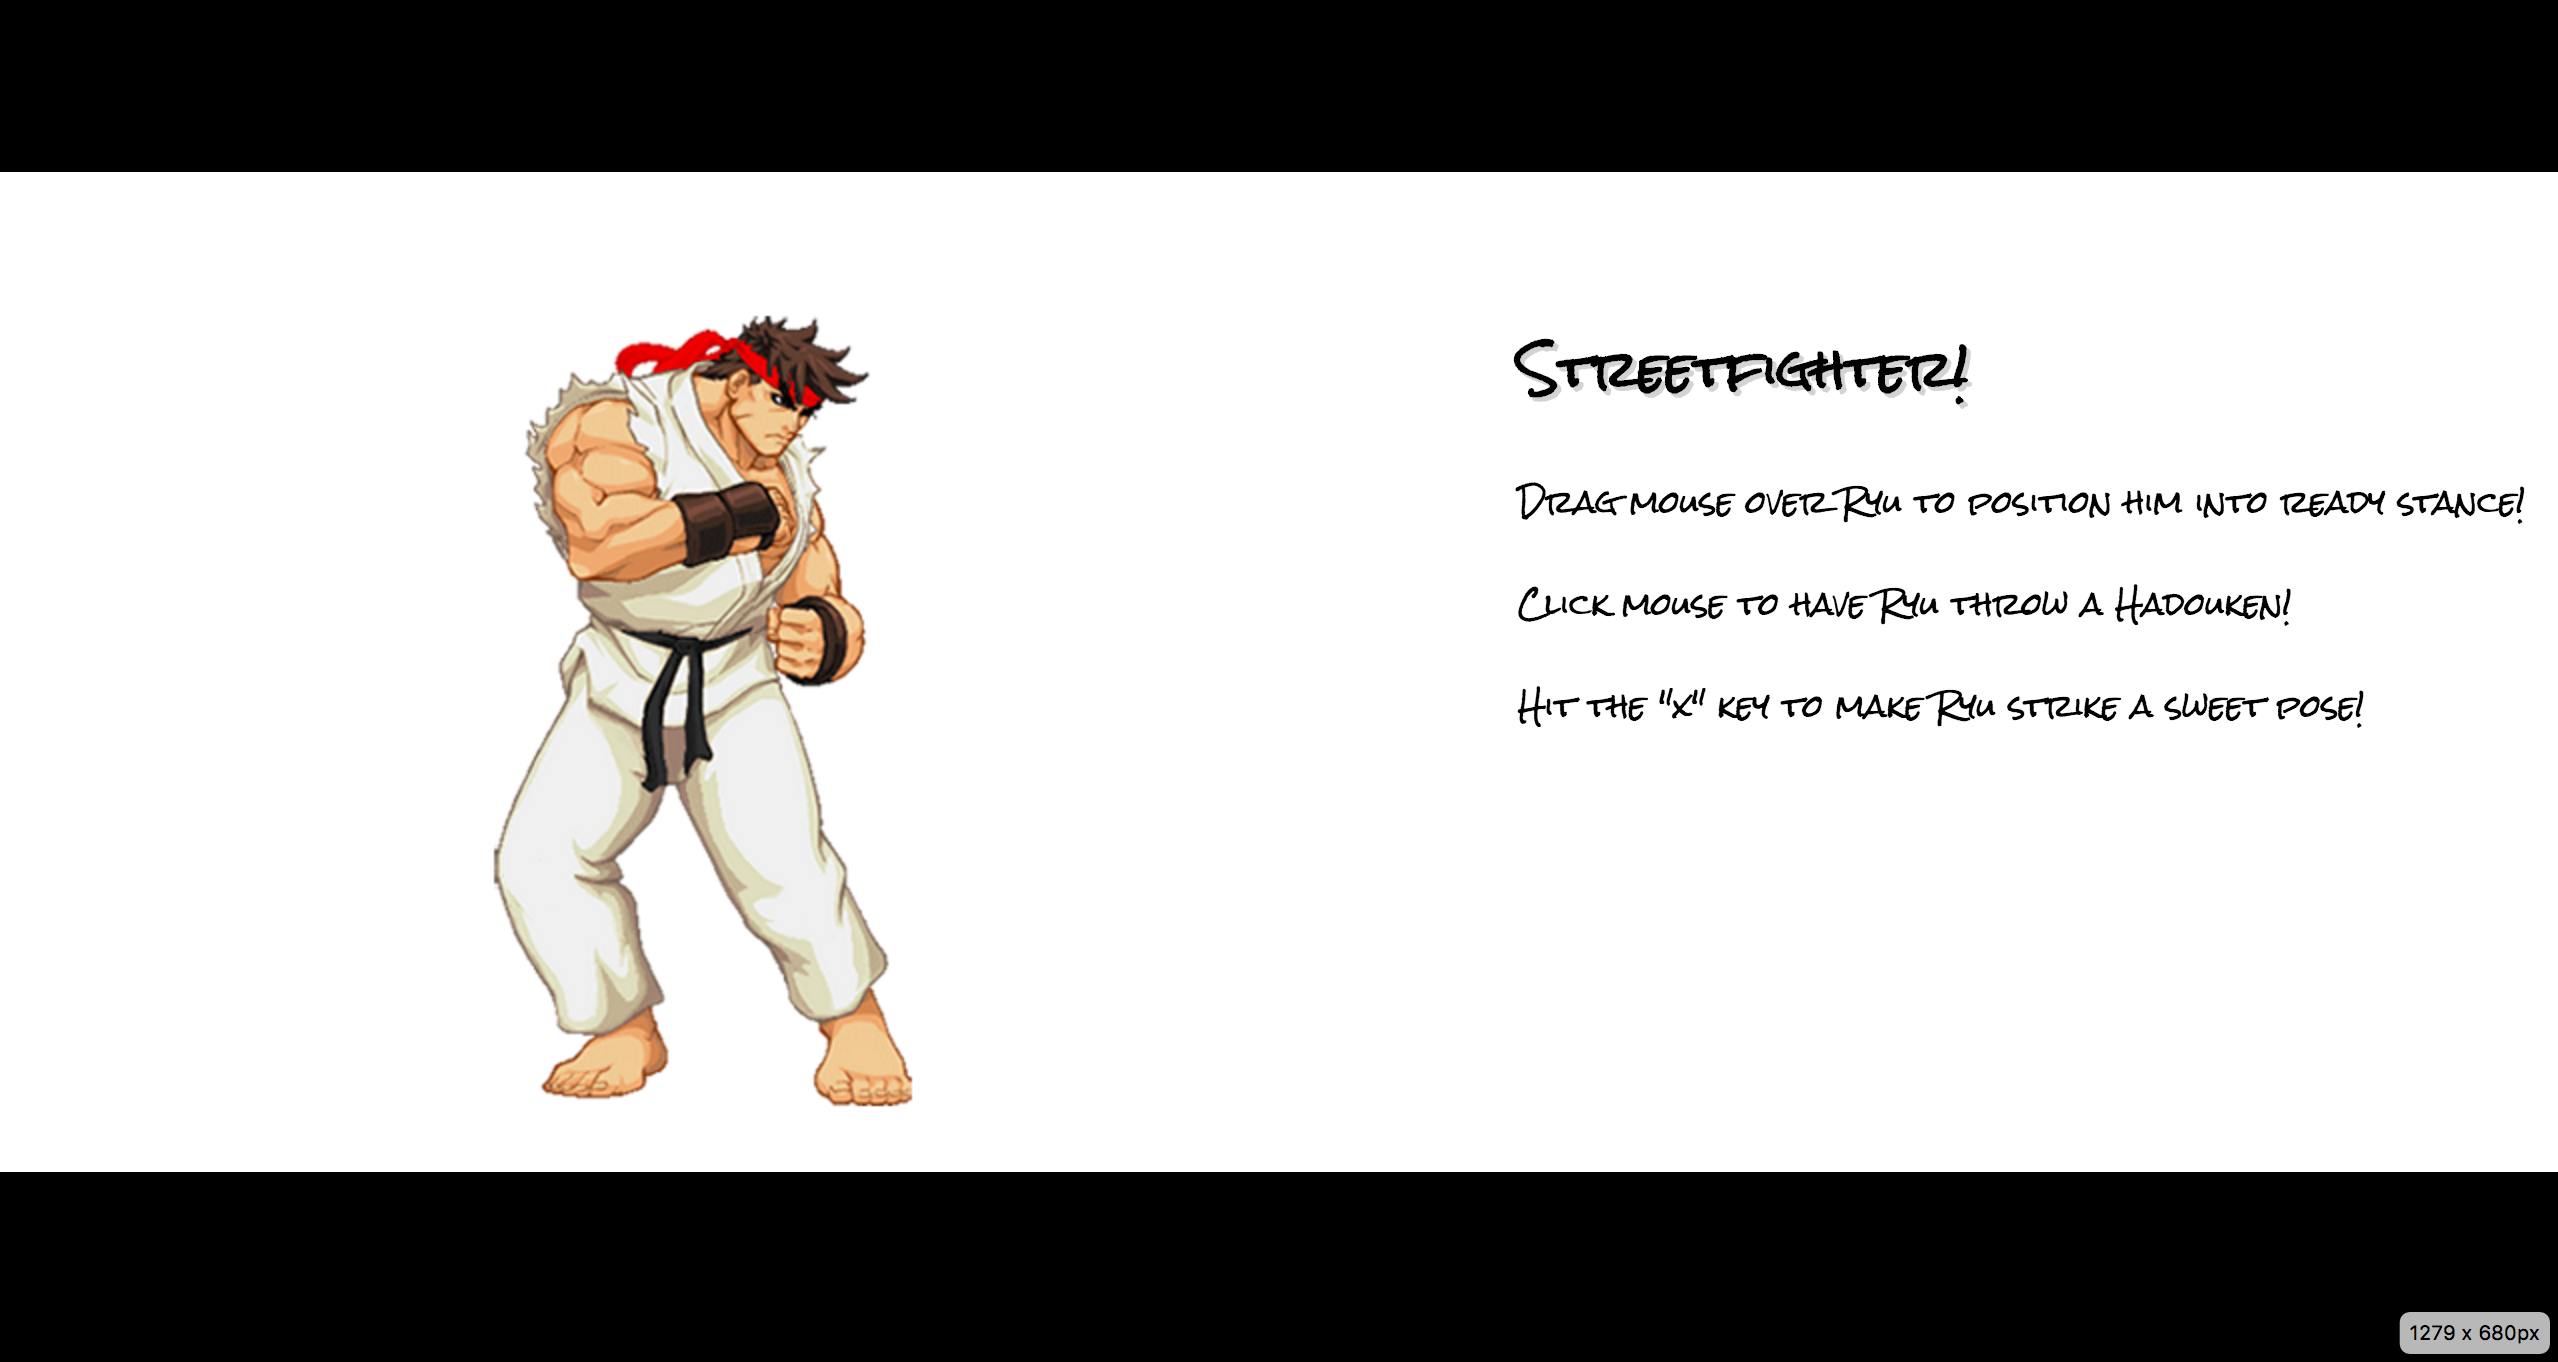 Streetfighter!
Drag mouse over Ryu to position him into ready stance!
Click mouse to have Ryu throw a Hadouken!
Hit the "x" key to make Ryu strike a sweet pose!
1279 x 680px